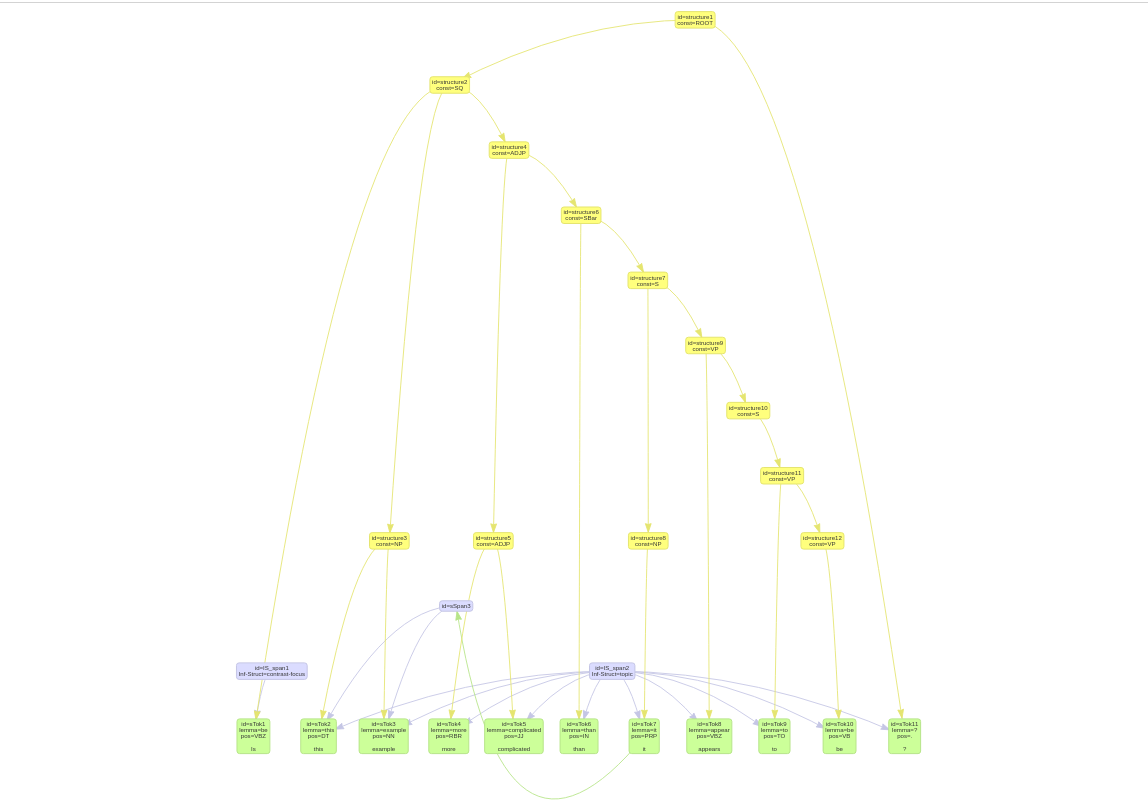 id=structure1
const=ROOT
id=structure2
const=SQ
id=structure4
const=ADJP
id=structure6
const=SBar
id=structure7
const=S
id=structure9
const=VP
id=structure10
const=S
id=structure11
const=VP
id=structure3
const=NP
id=structure5
const=ADJP
id=structure8
const=NP
id=structure12
const=VP
id=sSpan3
id=IS_span1
Inf-Struct=contrast-focus
id=IS_span2
Inf-Struct=topic
id=sTok1
lemma=be
pos=VBZ
Is
id=sTok2
lemma=this
pos=DT
this
id=sTok3
lemma=example
pos=NN
example
id=sTok4
lemma=more
pos=RBR
more
id=sTok5
lemma=complicated
pos=JJ
complicated
id=sTok6
lemma=than
pos=IN
than
id=sTok7
lemma=it
pos=PRP
it
id=sTok8
lemma=appear
pos=VBZ
appears
id=sTok9
lemma=to
pos=TO
to
id=sTok10
lemma=be
pos=VB
be
id=sTok11
lemma=?
pos=.
?